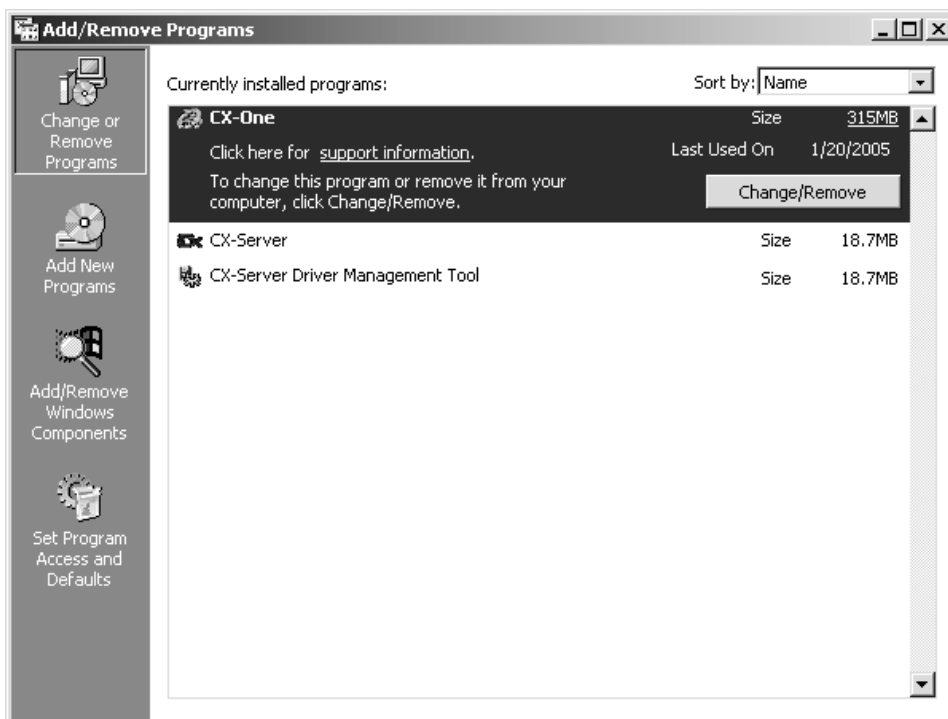 Add/Remove Programs
Change or
Remove
Programs
Add New
Programs
Add/Remove
Windows
Components
Set Program
Access and
Defaults
Currently installed programs:
Sort by: Name
CX-One
Size 315MB
Click here for support information.
Last Used On 1/20/2005
To change this program or remove it from your
computer, click Change/Remove.
Change/Remove
CX-Server
Size 18.7MB
CX-Server Driver Management Tool
Size 18.7MB